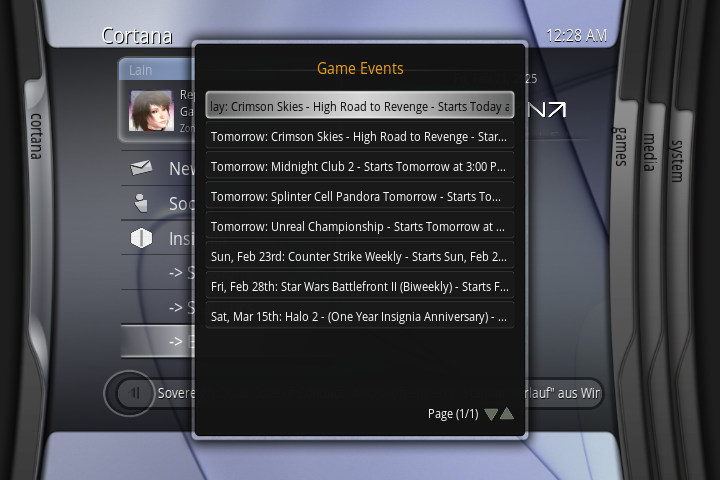 Cortana
12:28 AM
Game Events
Lain
25
lay: Crimson Skies - High Road to Revenge - Starts Today a
Tomorrow: Crimson Skies - High Road to Revenge - Star...
Tomorrow: Midnight Club 2 - Starts Tomorrow at 3:00 P...
Tomorrow: Splinter Cell Pandora Tomorrow - Starts To...
Tomorrow: Unreal Championship - Starts Tomorrow at ...
Sun, Feb 23rd: Counter Strike Weekly - Starts Sun, Feb 2...
Fri, Feb 28th: Star Wars Battlefront II (Biweekly) - Starts F...
Sat, Mar 15th: Halo 2 - (One Year Insignia Anniversary) - ...
Page (1/1)
Re
Ga
Zon
New
Soc
Insi
-> S
-> S
-> E
Sovere
rlauf" aus Wir
cortana
games
media
system